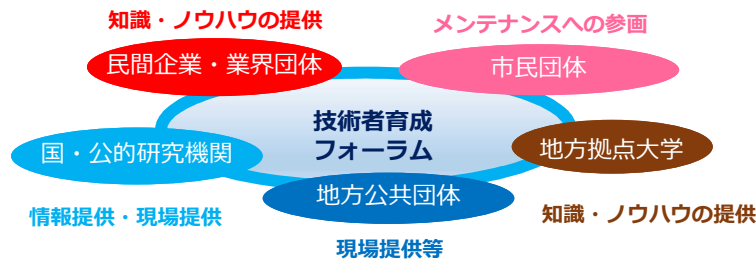 知識・ノウハウの提供
メンテナンスへの参画
民間企業・業界団体
市民団体
技術者育成
フォーラム
国・公的研究機関
地方拠点大学
地方公共団体
情報提供・現場提供
知識・ノウハウの提供
現場提供等